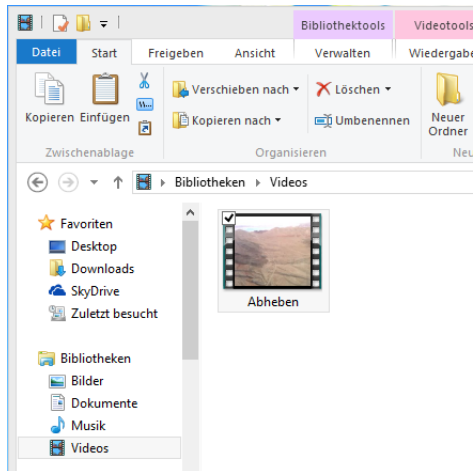 Bibliothektools Videotools
Datei Start Freigeben Ansicht Verwalten Wiedergabe
Verschieben nach Löschen
Kopieren Einfügen Kopieren nach Umbenennen Neuer
Ordner
Zwischenablage Organisieren Neu
Bibliotheken Videos
Favoriten
Desktop
Downloads
SkyDrive
Zuletzt besucht
Abheben
Bibliotheken
Bilder
Dokumente
Musik
Videos